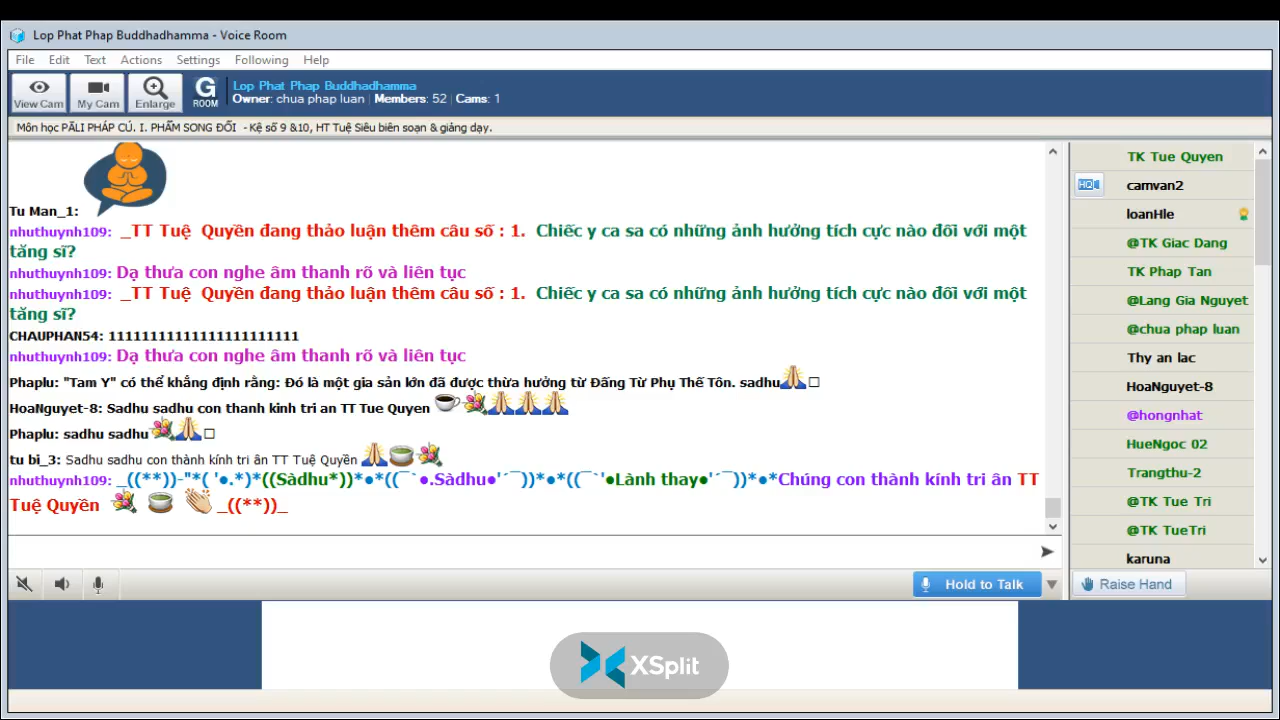 Lop Phat Phap Buddhadhamma - Voice Room
File Edit Text Actions Settings Following Help
View Cam My Cam Enlarge G ROOM
Lop Phat Phap Buddhadhamma
Owner: chua phap luan | Members: 52 | Cams: 1
Môn học PĀLI PHÁP CÚ. I. PHẨM SONG ĐỐI - Kệ số 9 &10, HT Tuệ Siêu biên soạn & giảng dạy.
Tu Man_1:
nhuthuynh109: _TT Tuệ Quyền đang thảo luận thêm câu số : 1. Chiếc y ca sa có những ảnh hưởng tích cực nào đối với một
tăng sĩ?
nhuthuynh109: Dạ thưa con nghe âm thanh rõ và liên tục
nhuthuynh109: _TT Tuệ Quyền đang thảo luận thêm câu số : 1. Chiếc y ca sa có những ảnh hưởng tích cực nào đối với một
tăng sĩ?
CHAUPHAN54: 11111111111111111111111
nhuthuynh109: Dạ thưa con nghe âm thanh rõ và liên tục
Phaplu: "Tam Y" có thể khẳng định rằng: Đó là một gia sản lớn đã được thừa hưởng từ Đấng Từ Phụ Thế Tôn. sadhu🙏□
HoaNguyet-8: Sadhu sadhu con thanh kinh tri an TT Tue Quyen ☕💐🙏🙏🙏
Phaplu: sadhu sadhu💐🙏□
tu bi_3: Sadhu sadhu con thành kính tri ân TT Tuệ Quyền 🙏🍵💐
nhuthuynh109: _((**))-"*( '●.*)*((Sàdhu*))*●*((¯`●.Sàdhu●'´¯))*●*((¯`'●Lành thay●'´¯))*●*Chúng con thành kính tri ân TT
Tuệ Quyền 💐 🍵 👏 _((**))_
Hold to Talk
TK Tue Quyen
HQ camvan2
loanHle
@TK Giac Dang
TK Phap Tan
@Lang Gia Nguyet
@chua phap luan
Thy an lac
HoaNguyet-8
@hongnhat
HueNgoc 02
Trangthu-2
@TK Tue Tri
@TK TueTri
karuna
Raise Hand
XSplit